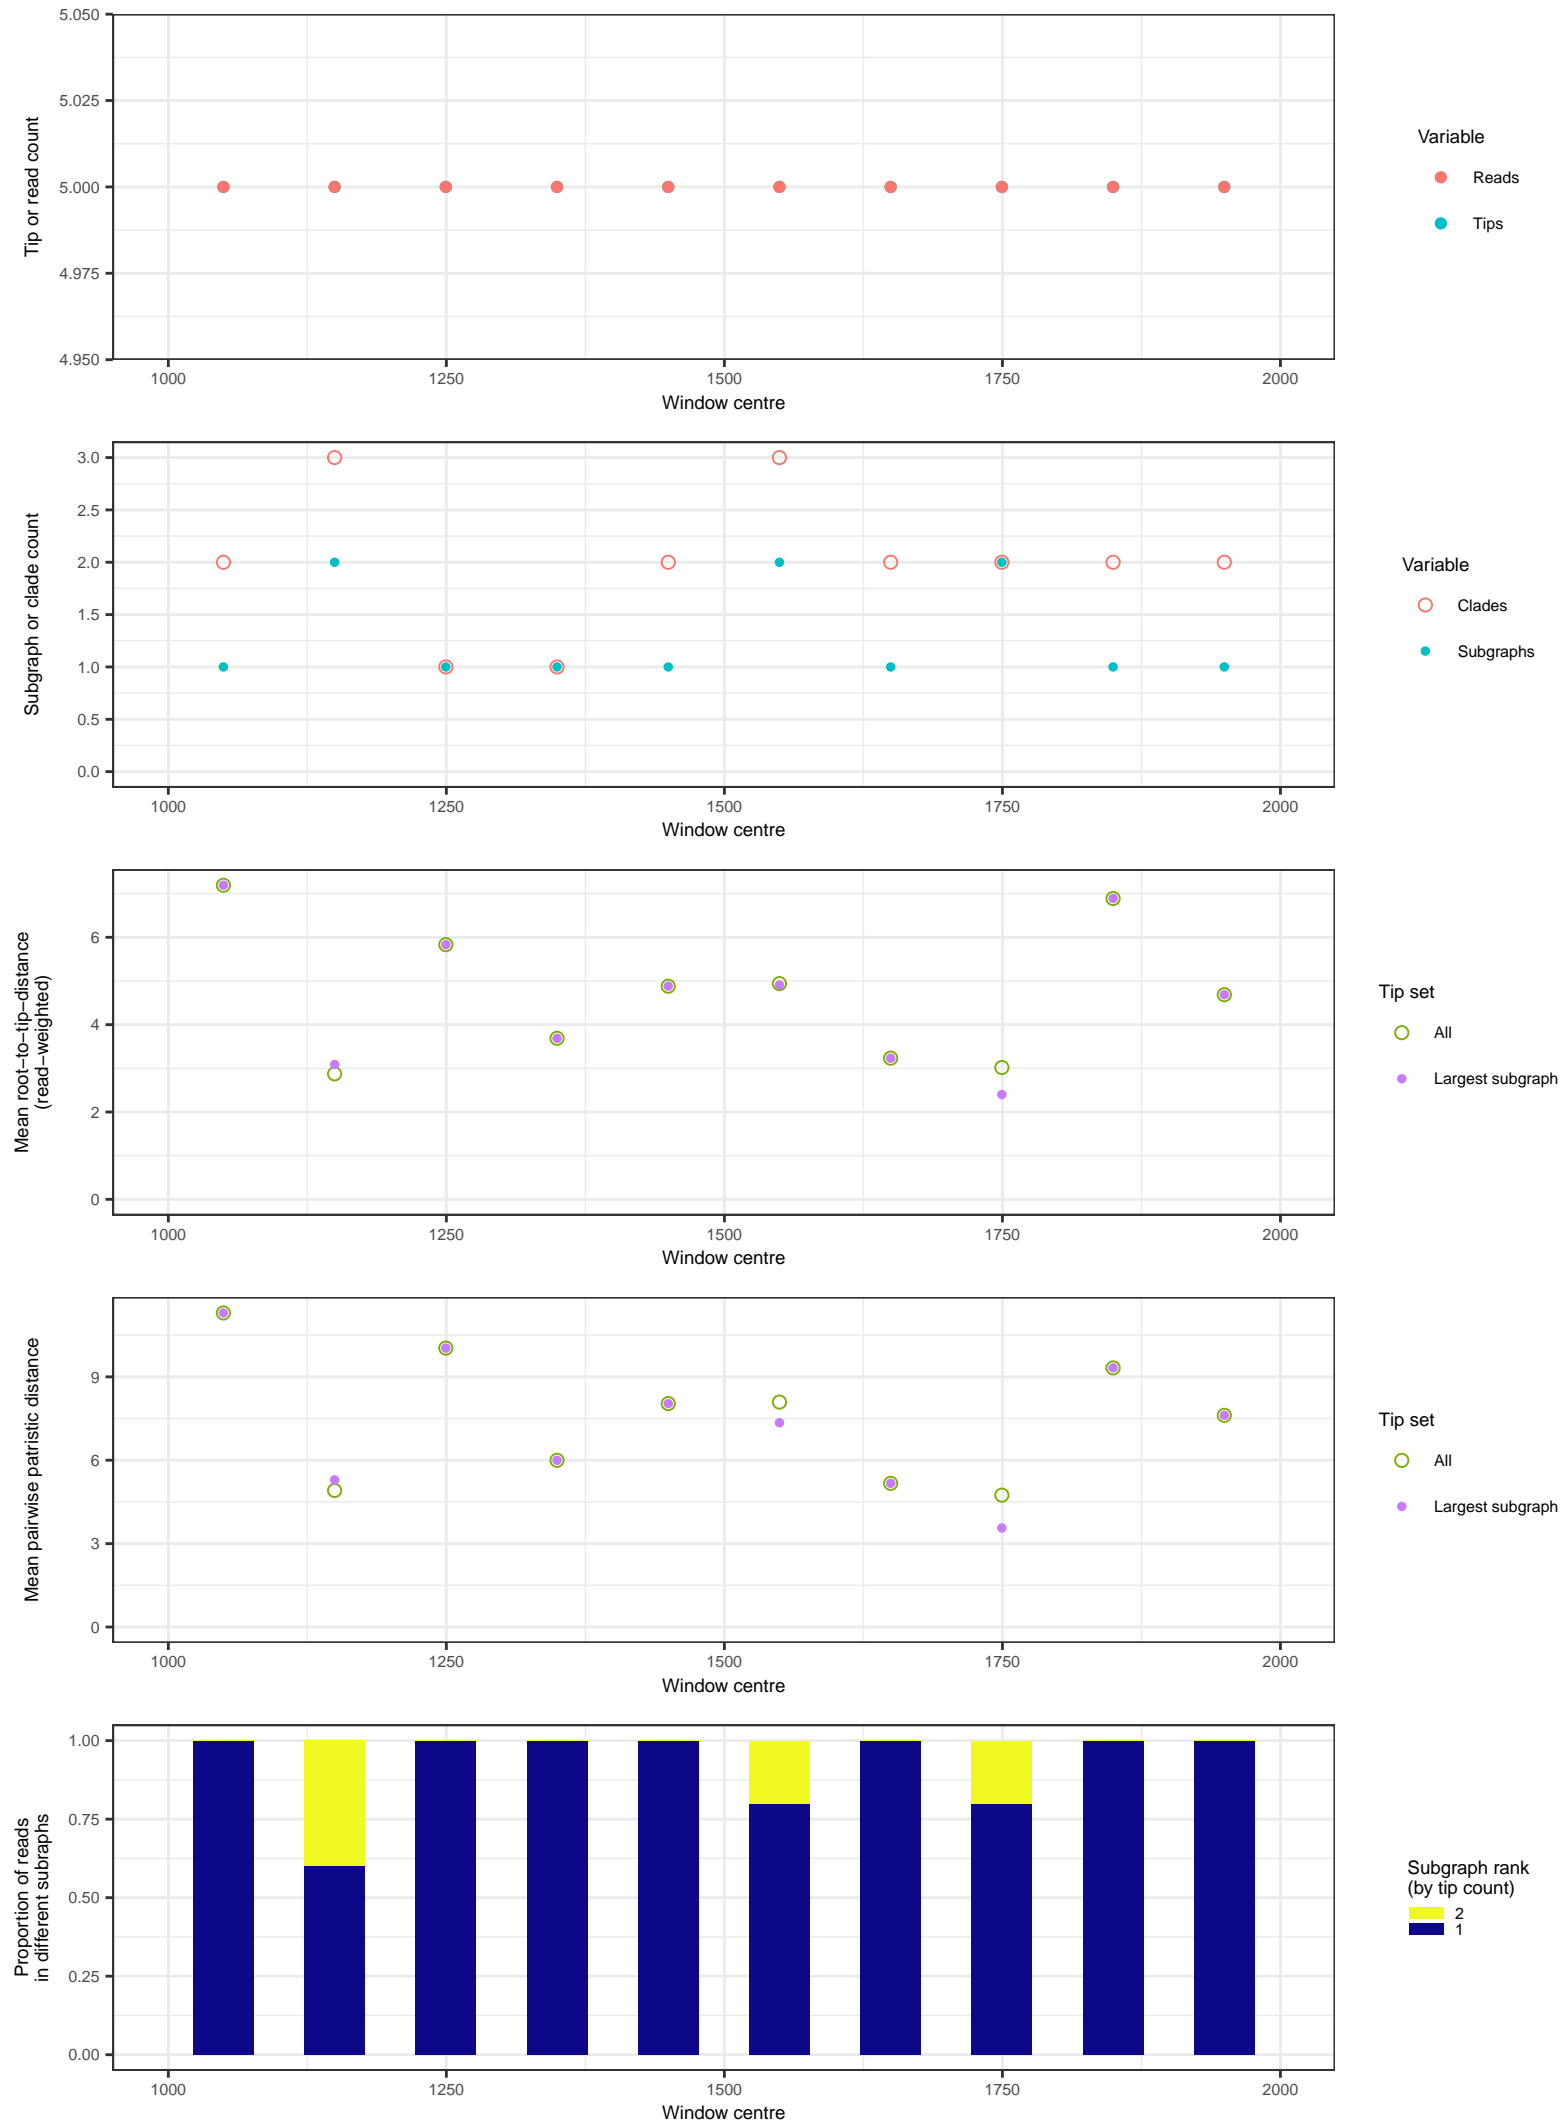 5.050
5.025
5.000
4.975
4.950
Tip or read count
1000 1250 1500 1750 2000
Window centre
Variable
Reads
Tips
3.0
2.5
2.0
1.5
1.0
0.5
0.0
Subgraph or clade count
1000 1250 1500 1750 2000
Window centre
Variable
Clades
Subgraphs
6
4
2
0
Mean root−to−tip−distance
(read−weighted)
1000 1250 1500 1750 2000
Window centre
Tip set
All
Largest subgraph
9
6
3
0
Mean pairwise patristic distance
1000 1250 1500 1750 2000
Window centre
Tip set
All
Largest subgraph
1.00
0.75
0.50
0.25
0.00
Proportion of reads
in different subraphs
1000 1250 1500 1750 2000
Window centre
Subgraph rank
(by tip count)
2
1